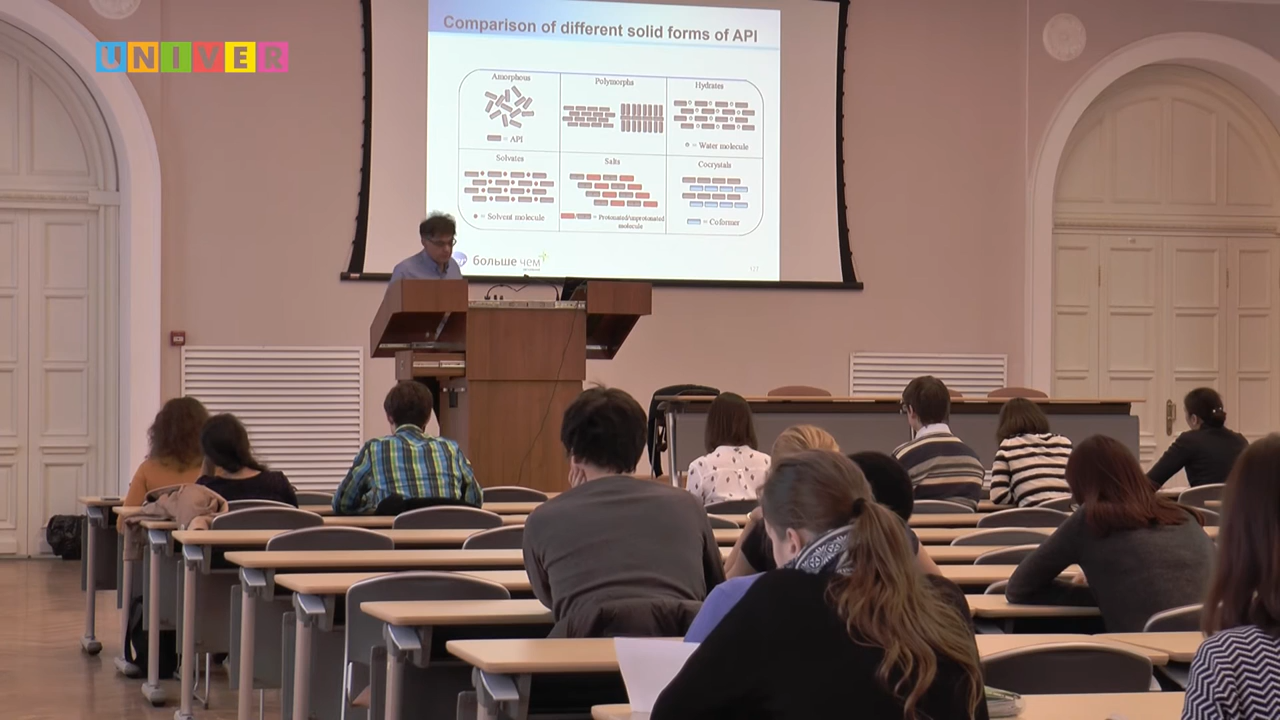 UNIVER
Comparison of different solid forms of API
Amorphous
Polymorphs
Hydrates
= API
= Water molecule
Solvates
Salts
Cocrystals
= Solvent molecule
= Protonated/unprotonated
molecule
= Coformer
больше чем